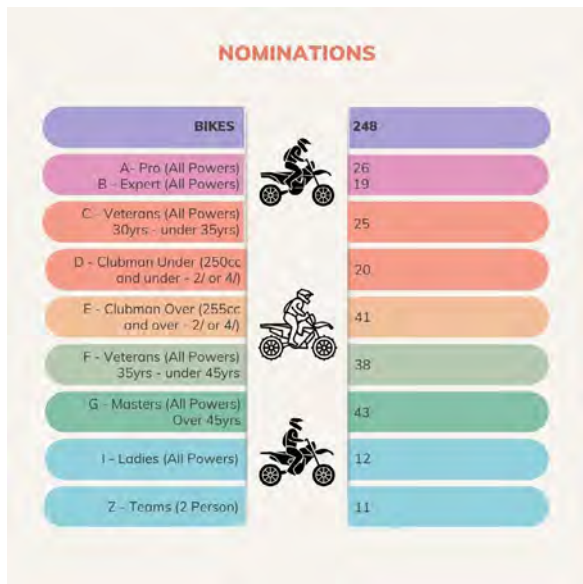 NOMINATIONS
BIKES 248
A- Pro (All Powers) 26
B - Expert (All Powers) 19
C - Veterans (All Powers)
30yrs - under 35yrs) 25
D - Clubman Under (250cc
and under - 2/ or 4/) 20
E - Clubman Over (255cc
and over - 2/ or 4/) 41
F - Veterans (All Powers)
35yrs - under 45yrs 38
G - Masters (All Powers)
Over 45yrs 43
I - Ladies (All Powers) 12
Z - Teams (2 Person) 11